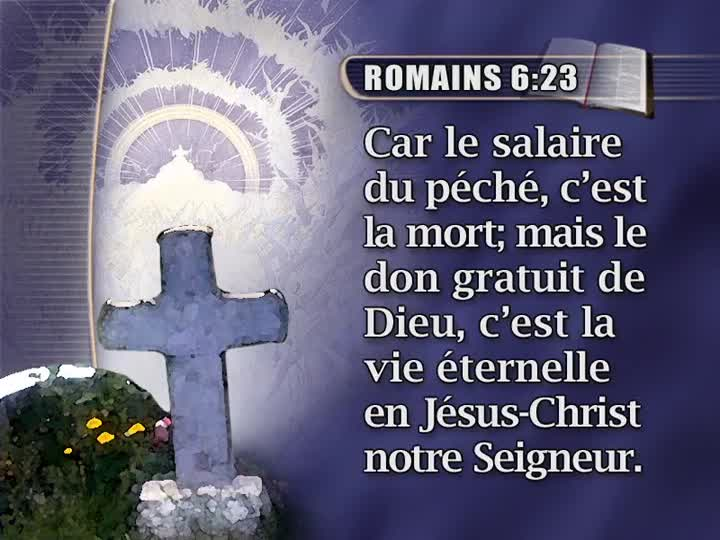 ROMAINS 6:23
Car le salaire
du péché, c’est
la mort; mais le
don gratuit de
Dieu, c’est la
vie éternelle
en Jésus-Christ
notre Seigneur.